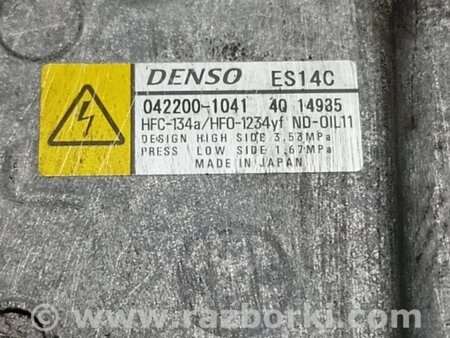 DENSO ES14C
042200-1041 4Q 14935
HFC-134a/HFO-1234yf ND-OIL11
DESIGN HIGH SIDE 3.53MPa
PRESS LOW SIDE 1.67MPa
MADE IN JAPAN
www.razborki.com